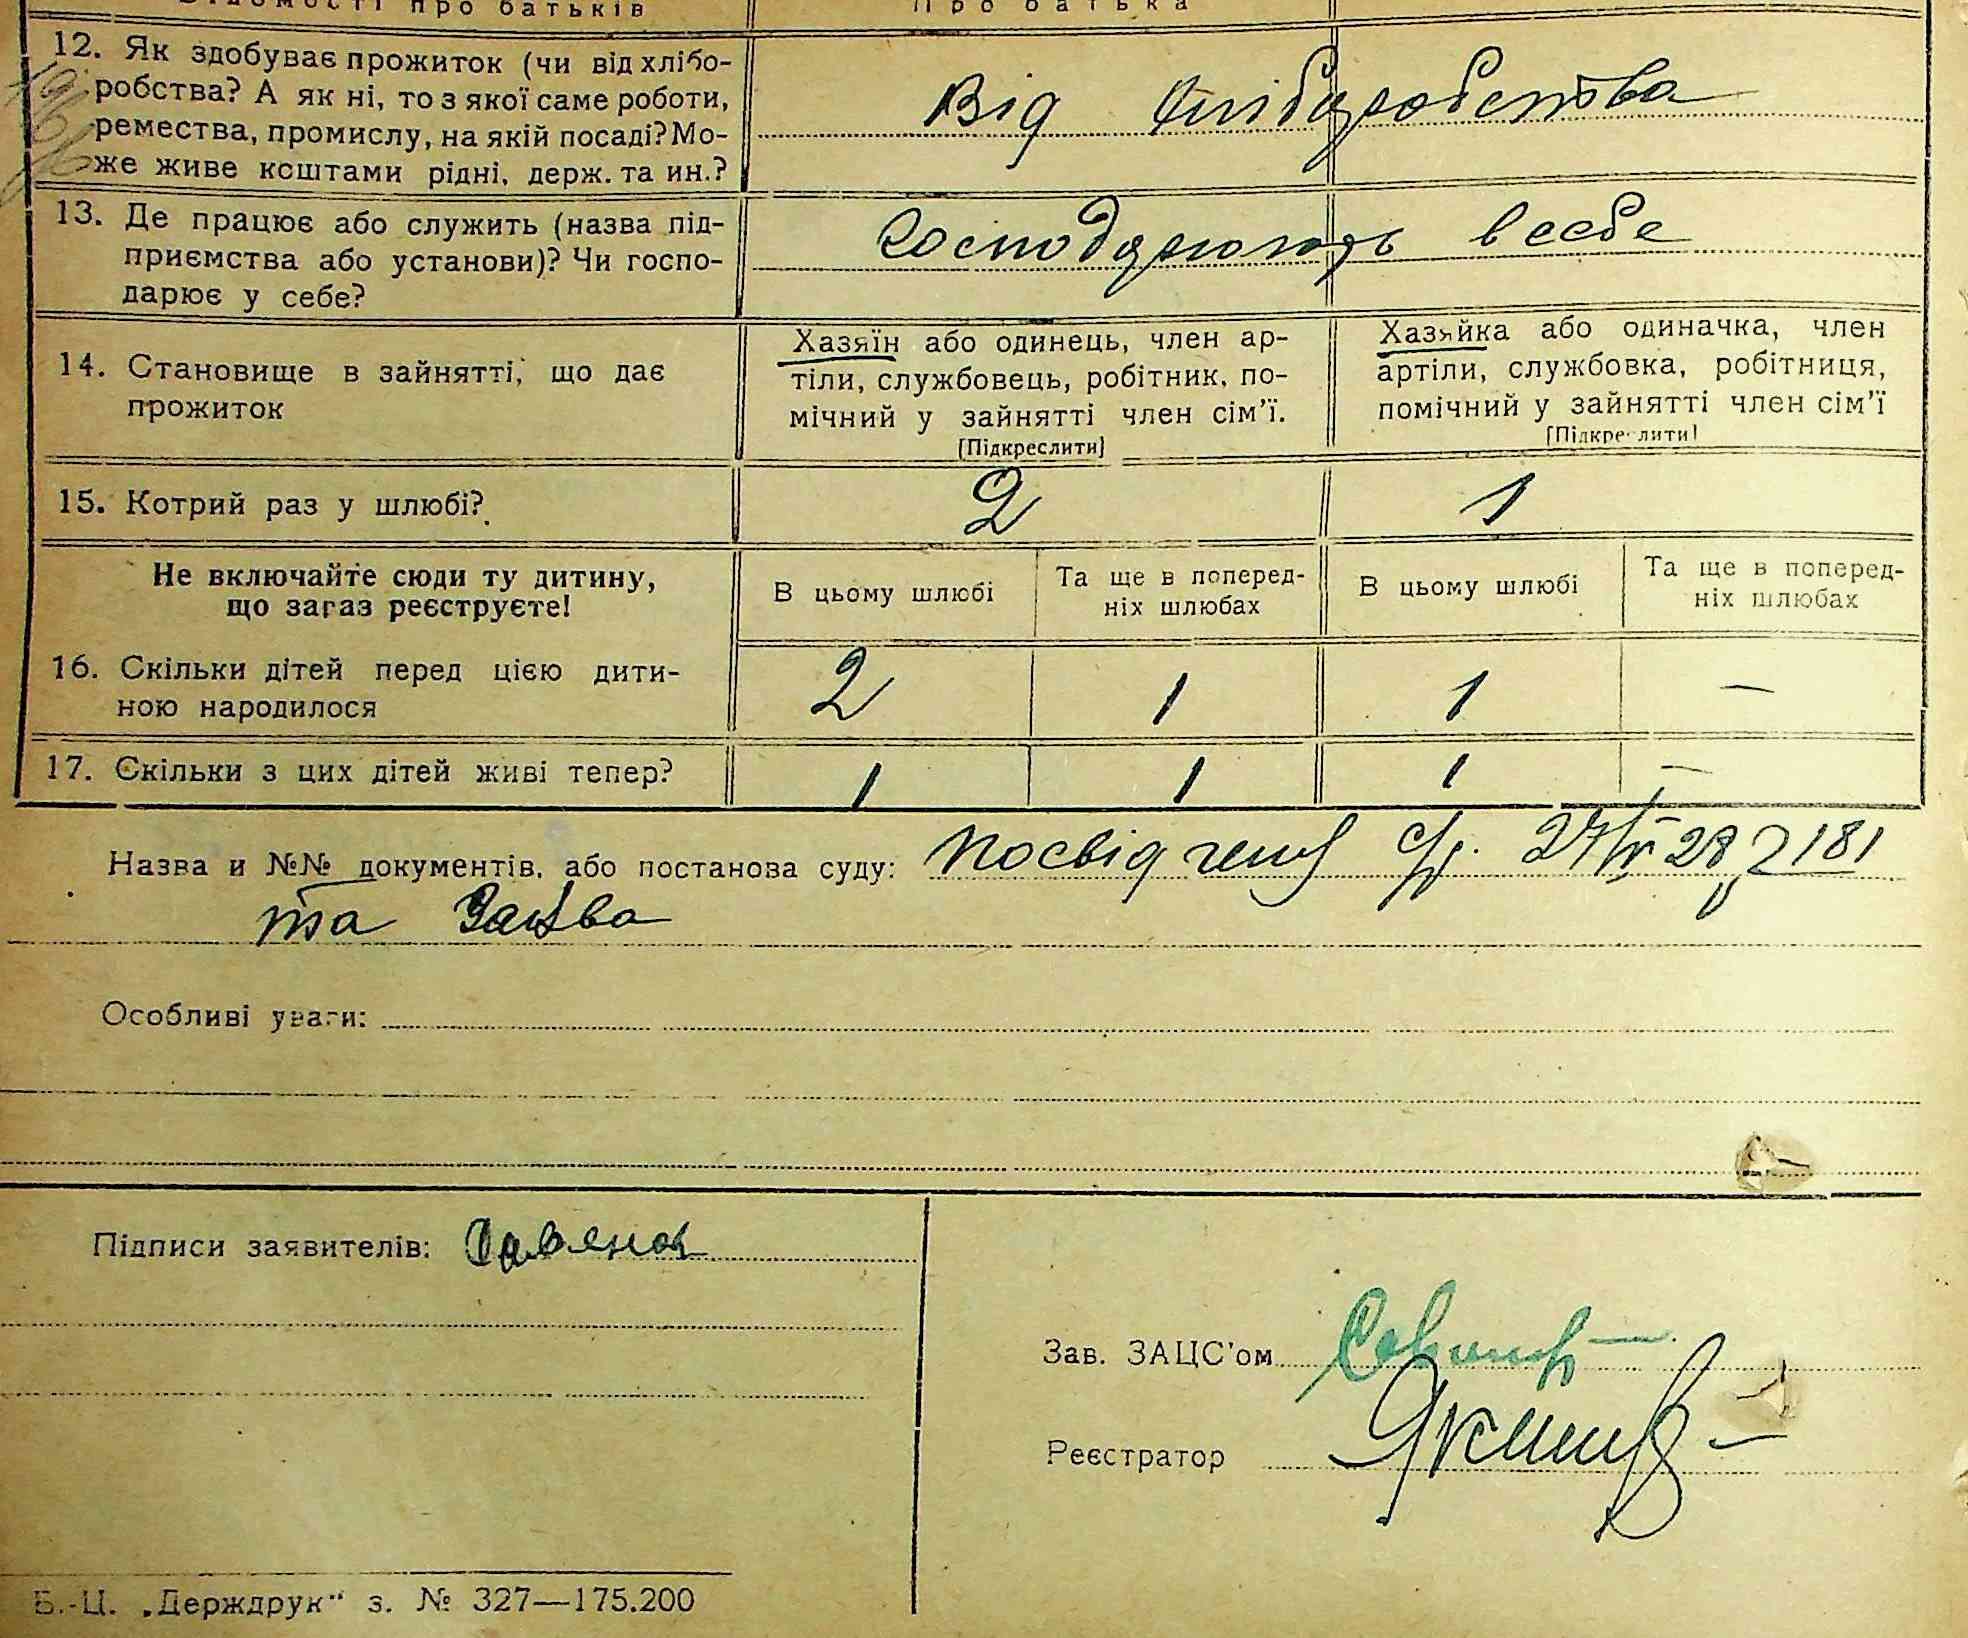 Відомості про батьків Про батька
12. Як здобуває прожиток (чи від хлібо-
робства? А як ні, то з якої саме роботи,
ремества, промислу, на якій посаді? Мо-
же живе коштами рідні, держ. та ин.?
Від хліборобства
13. Де працює або служить (назва під-
приємства або установи)? Чи госпо-
дарює у себе?
Господарюють в себе
14. Становище в зайнятті, що дає
прожиток
Хазяїн або одинець, член ар-
тіли, службовець, робітник, по-
мічний у зайнятті член сім'ї.
[Підкреслити]
Хазяйка або одиначка, член
артіли, службовка, робітниця,
помічний у зайнятті член сім'ї
[Підкреслити]
15. Котрий раз у шлюбі? 2 1
Не включайте сюди ту дитину,
що зараз реєструєте!
В цьому шлюбі
Та ще в поперед-
ніх шлюбах
В цьому шлюбі
Та ще в поперед-
ніх шлюбах
16. Скільки дітей перед цією дити-
ною народилося
2 1 1 —
17. Скільки з цих дітей живі тепер? 1 1 1 —
Назва и №№ документів, або постанова суду: 28 181
та Заява
Особливі уваги:
Підписи заявителів:
Зав. ЗАЦС'ом
Реєстратор
Б.-Ц. „Держдрук" з. № 327—175.200